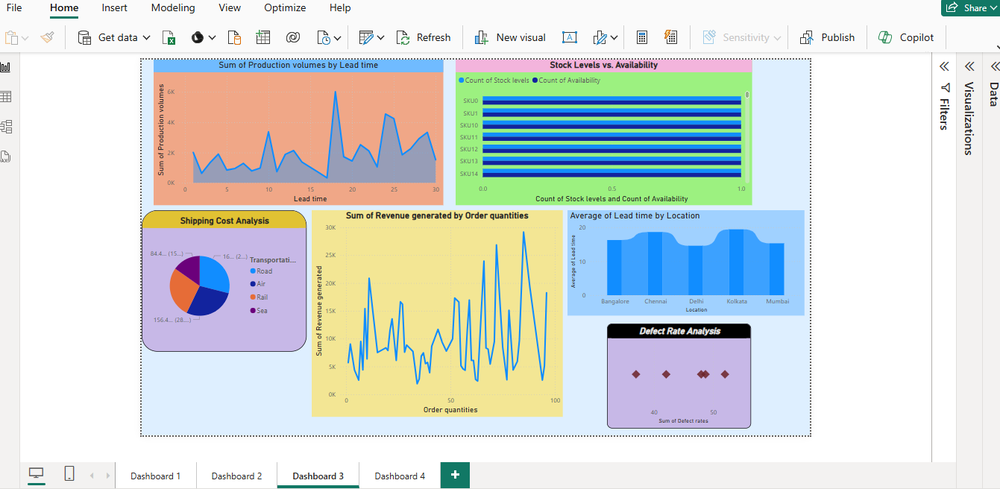 File Home Insert Modeling View Optimize Help Share
Get data Refresh New visual Sensitivity Publish Copilot
Sum of Production volumes by Lead time
Sum of Production volumes
6K
4K
2K
0K
0 5 10 15 20 25 30
Lead time
Stock Levels vs. Availability
Count of Stock levels Count of Availability
SKU0
SKU1
SKU10
SKU11
SKU12
SKU13
SKU14
0.0 0.5 1.0
Count of Stock levels and Count of Availability
Shipping Cost Analysis
84.4... (15...)
16... (2...)
156.4... (28....)
Transportati...
Road
Air
Rail
Sea
Sum of Revenue generated by Order quantities
Sum of Revenue generated
30K
25K
20K
15K
10K
5K
0K
0 50 100
Order quantities
Average of Lead time by Location
Average of Lead time
20
10
0
Bangalore Chennai Delhi Kolkata Mumbai
Location
Defect Rate Analysis
40 50
Sum of Defect rates
Filters
Visualizations
Data
Dashboard 1 Dashboard 2 Dashboard 3 Dashboard 4 +